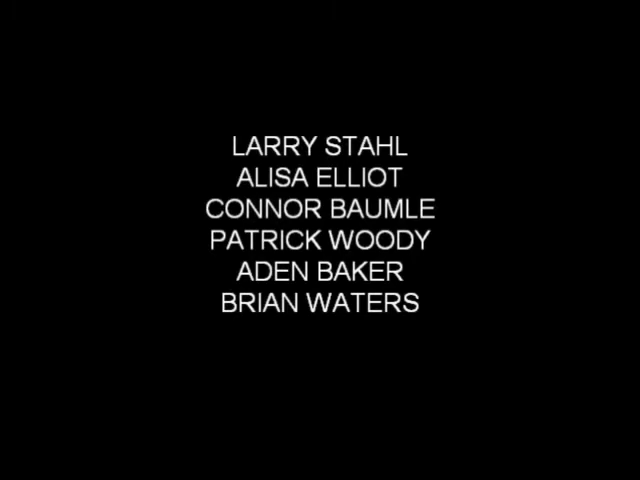 LARRY STAHL
ALISA ELLIOT
CONNOR BAUMLE
PATRICK WOODY
ADEN BAKER
BRIAN WATERS